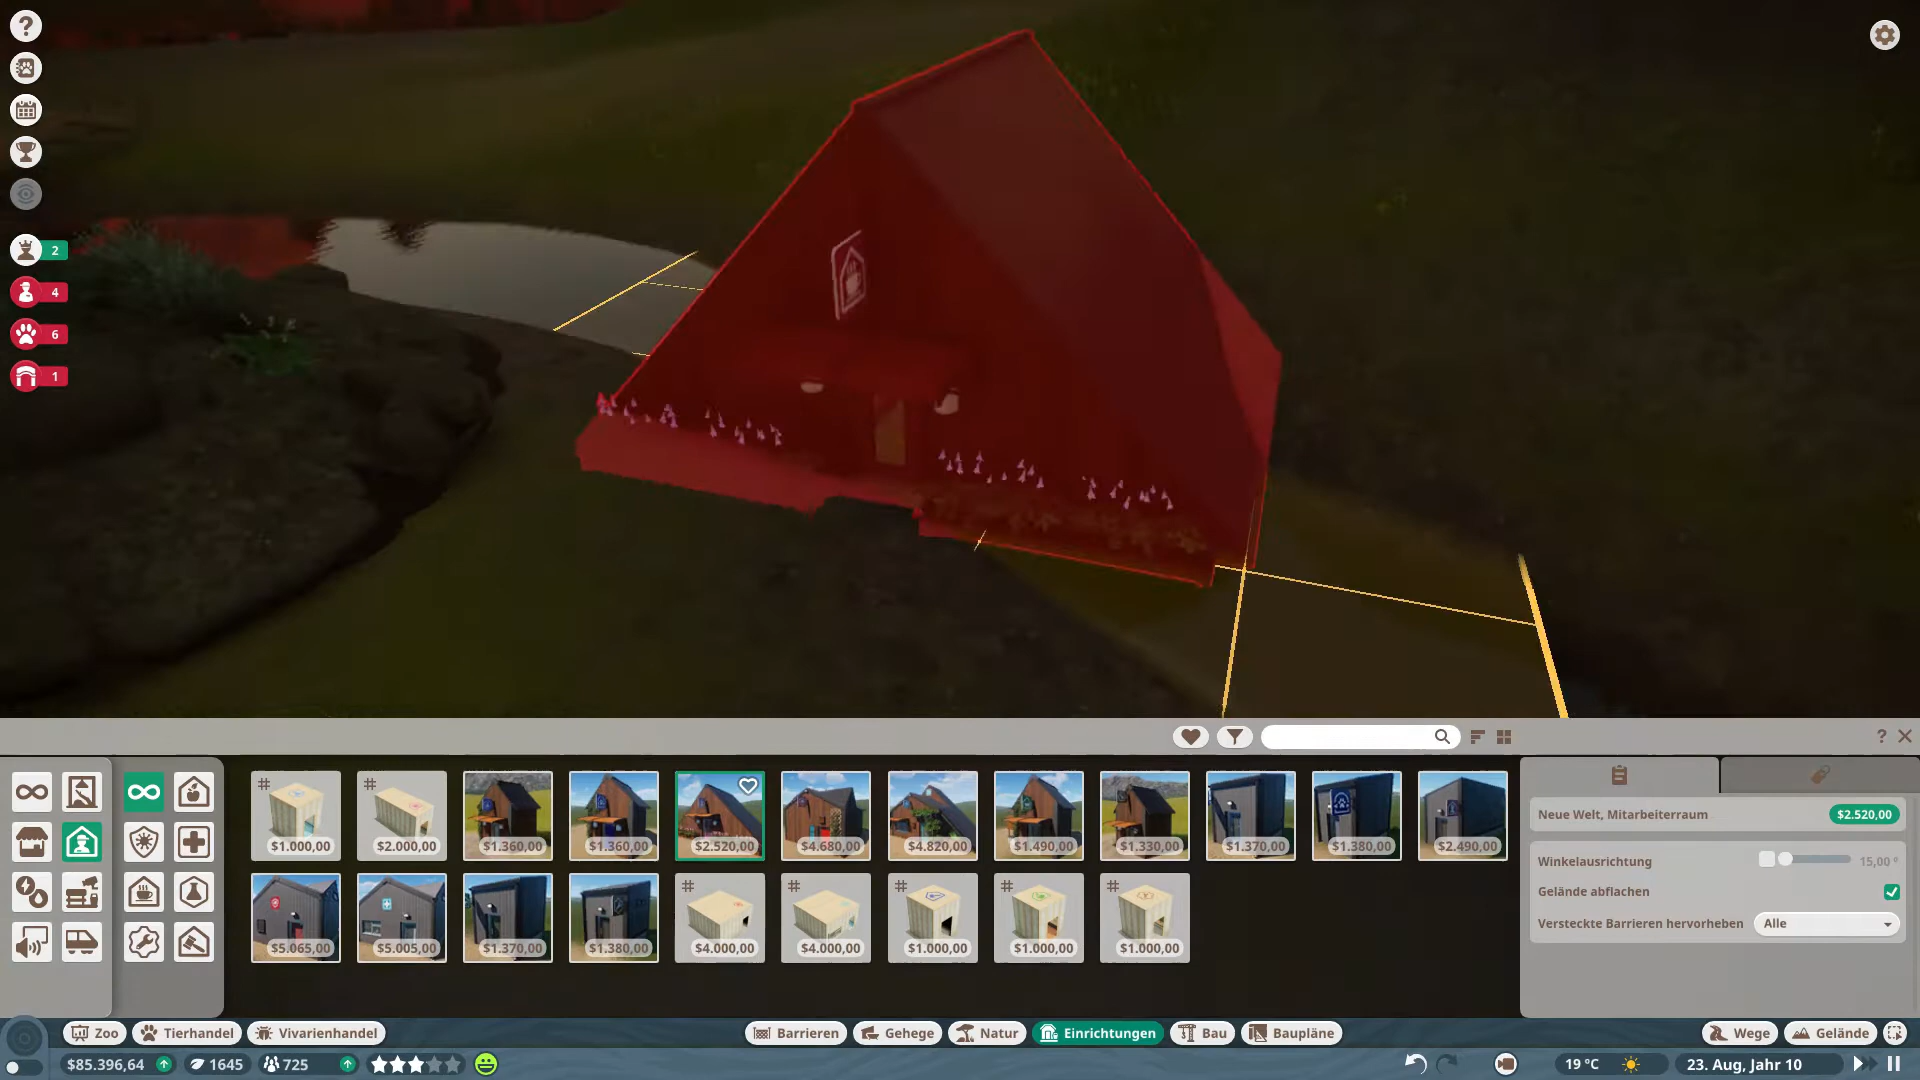 2
4
6
1
$1.000,00
$2.000,00
$1.360,00
$1.360,00
$2.520,00
$4.680,00
$4.820,00
$1.490,00
$1.330,00
$1.370,00
$1.380,00
$2.490,00
$5.065,00
$5.005,00
$1.370,00
$1.380,00
$4.000,00
$4.000,00
$1.000,00
$1.000,00
$1.000,00
Neue Welt, Mitarbeiterraum
$2.520,00
Winkelausrichtung
15,00 °
Gelände abflachen
Versteckte Barrieren hervorheben
Alle
Zoo
Tierhandel
Vivarienhandel
Barrieren
Gehege
Natur
Einrichtungen
Bau
Baupläne
Wege
Gelände
$85.396,64
1645
725
19 °C
23. Aug, Jahr 10